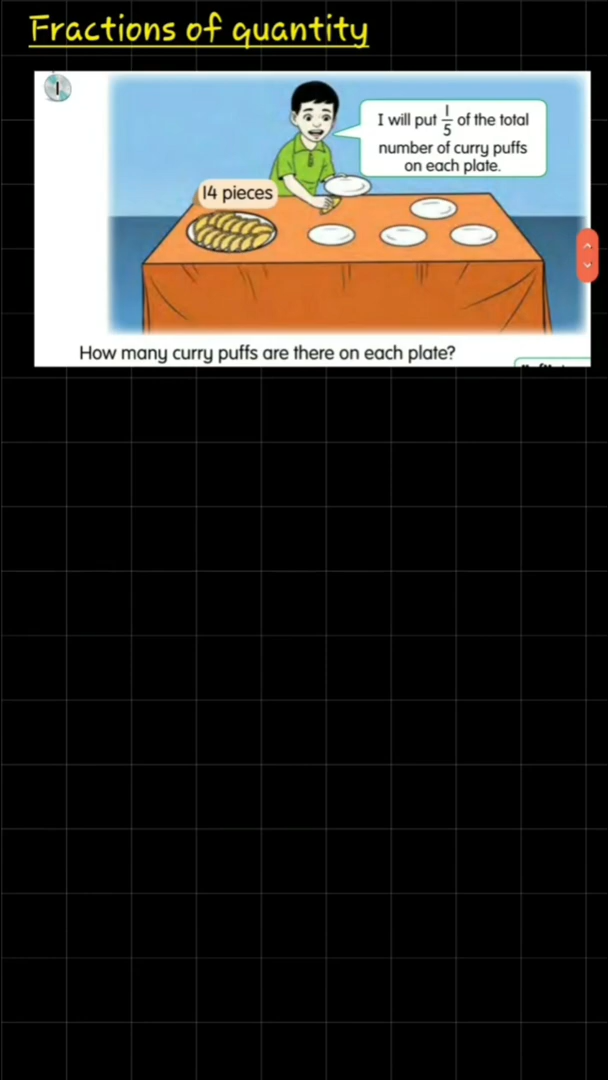 Fractions of quantity
1
I will put 1/5 of the total
number of curry puffs
on each plate.
14 pieces
How many curry puffs are there on each plate?